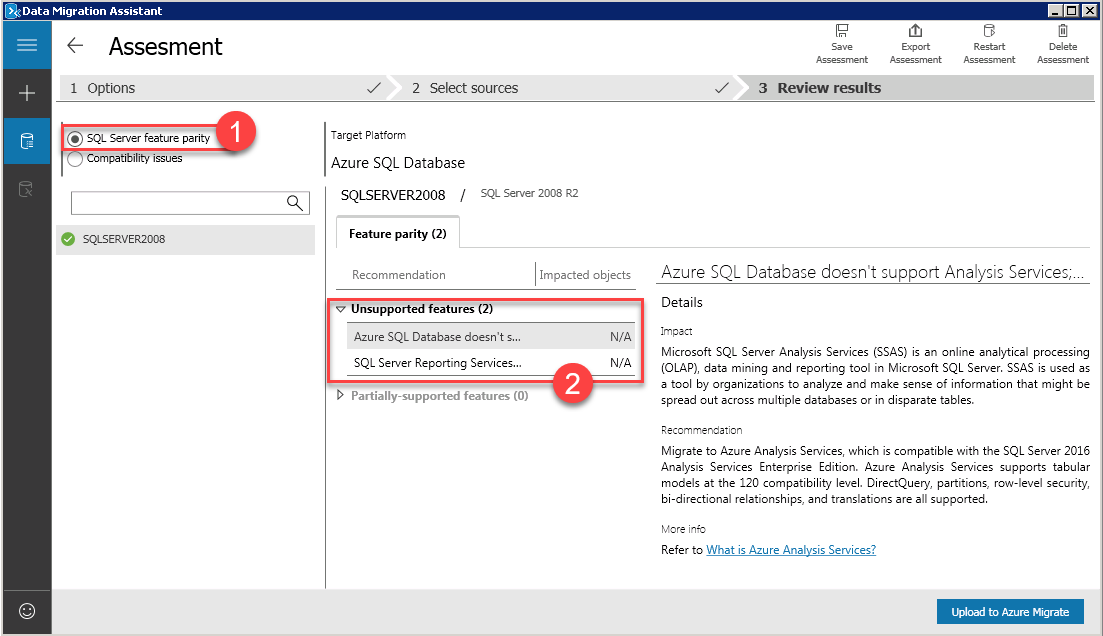 Data Migration Assistant
Assesment
Save
Assessment
Export
Assessment
Restart
Assessment
Delete
Assessment
1 Options
2 Select sources
3 Review results
SQL Server feature parity
1
Compatibility issues
SQLSERVER2008
Target Platform
Azure SQL Database
SQLSERVER2008 / SQL Server 2008 R2
Feature parity (2)
Recommendation Impacted objects
Unsupported features (2)
Azure SQL Database doesn't s... N/A
SQL Server Reporting Services... N/A
2
Partially-supported features (0)
Azure SQL Database doesn't support Analysis Services;...
Details
Impact
Microsoft SQL Server Analysis Services (SSAS) is an online analytical processing
(OLAP), data mining and reporting tool in Microsoft SQL Server. SSAS is used as
a tool by organizations to analyze and make sense of information that might be
spread out across multiple databases or in disparate tables.
Recommendation
Migrate to Azure Analysis Services, which is compatible with the SQL Server 2016
Analysis Services Enterprise Edition. Azure Analysis Services supports tabular
models at the 120 compatibility level. DirectQuery, partitions, row-level security,
bi-directional relationships, and translations are all supported.
More info
Refer to What is Azure Analysis Services?
Upload to Azure Migrate